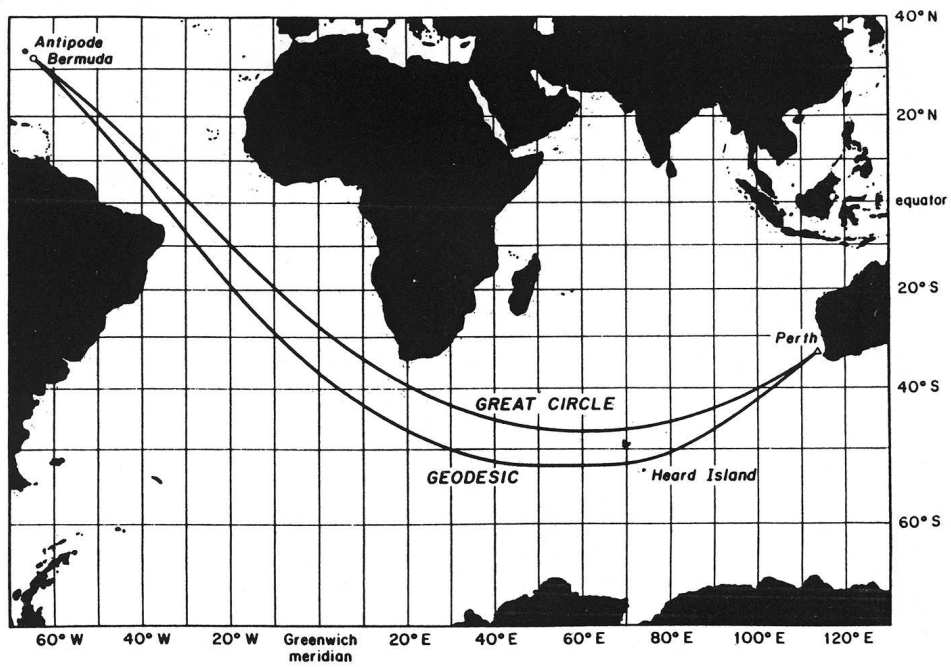 40° N
Antipode
Bermuda
20° N
equator
20° S
Perth
GREAT CIRCLE
40° S
GEODESIC
Heard Island
60° S
60° W
40° W
20° W
Greenwich
meridian
20° E
40° E
60° E
80° E
100° E
120° E